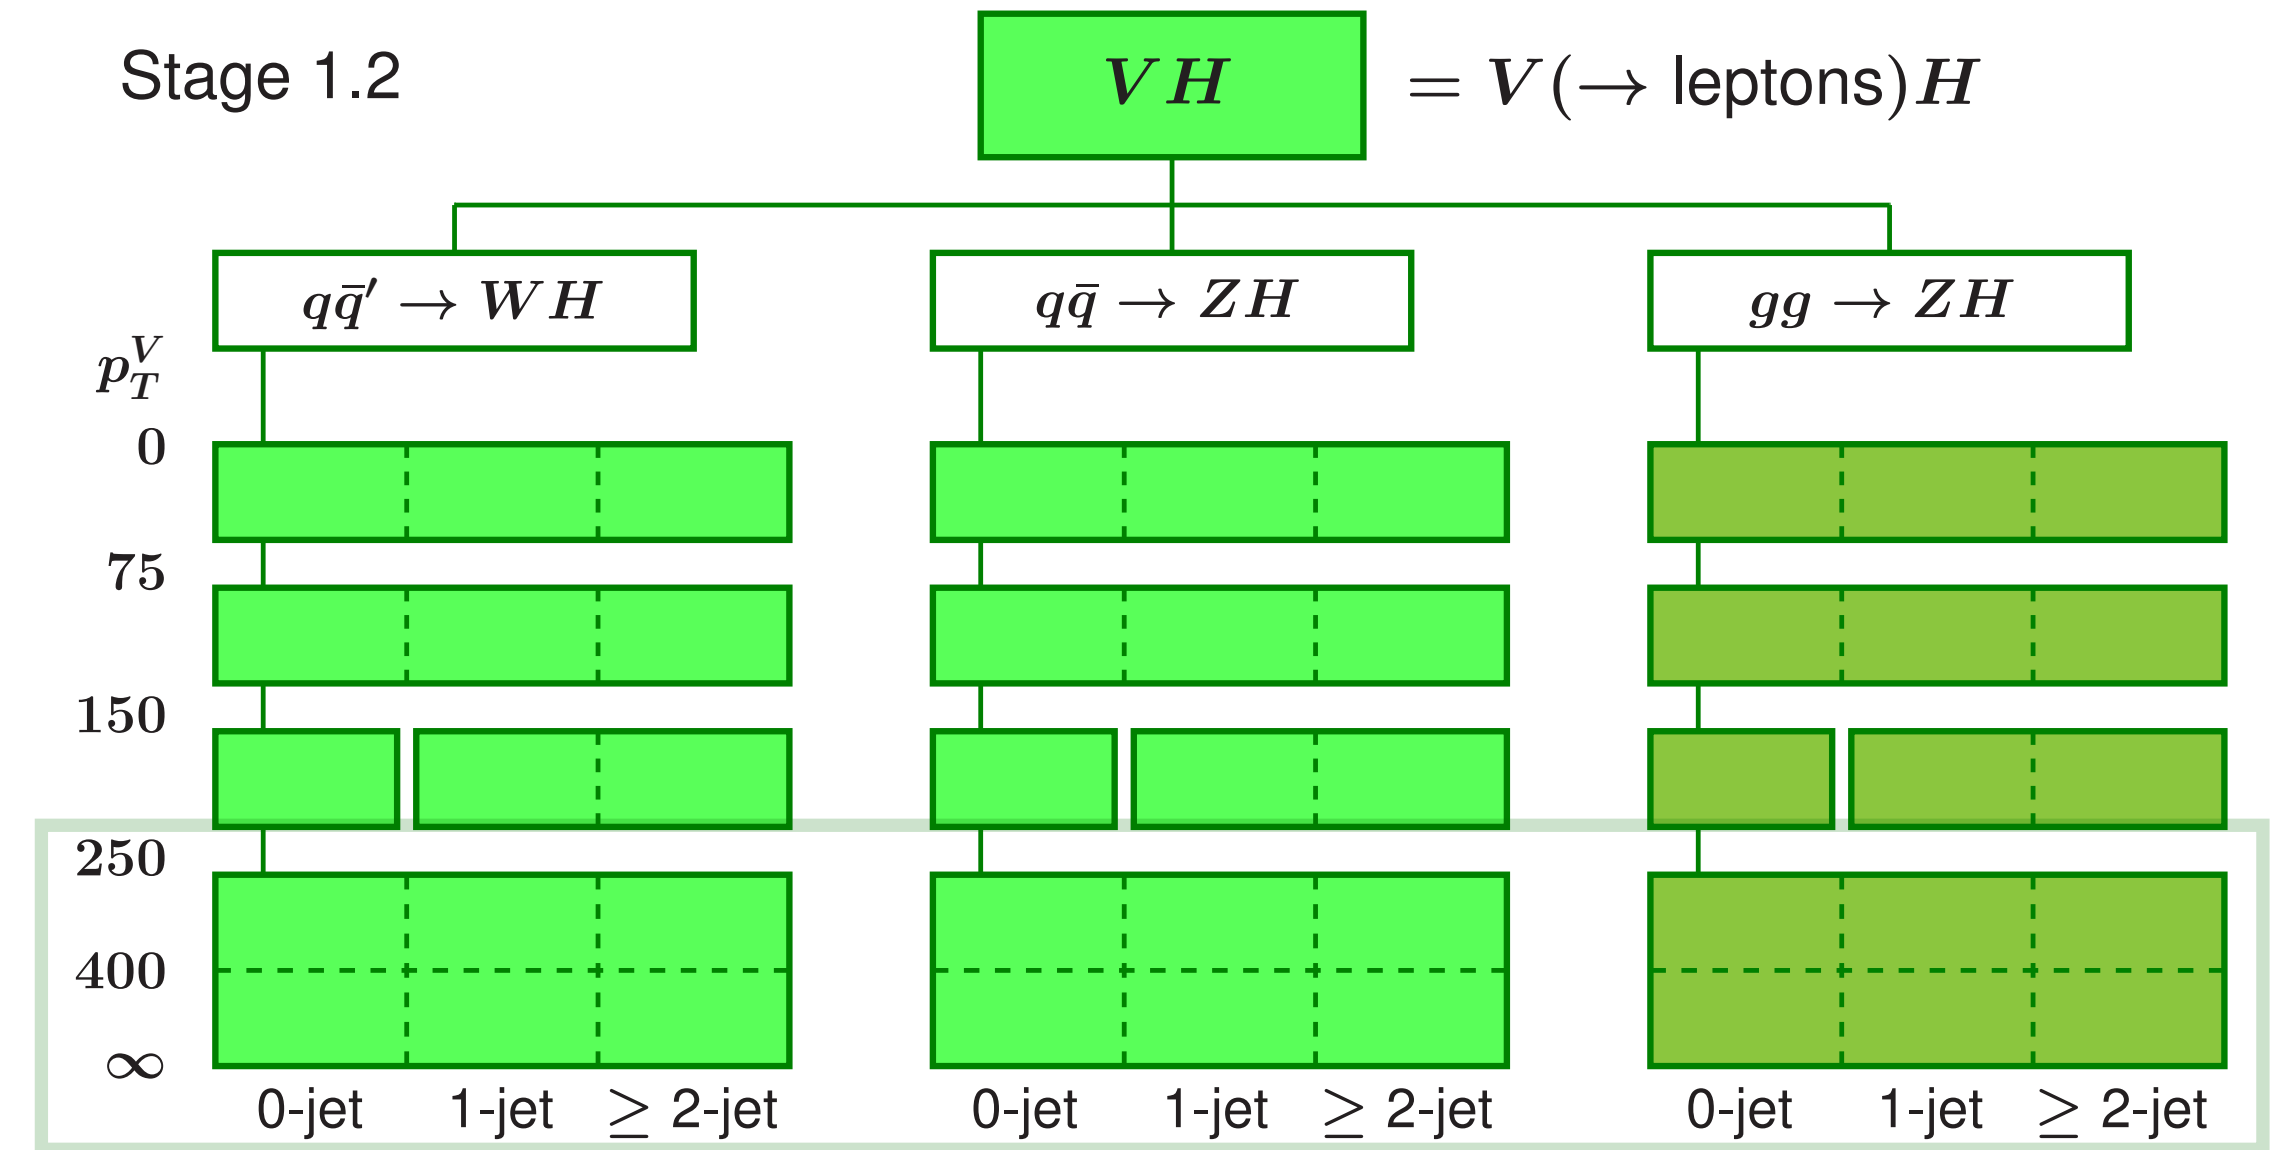 Stage 1.2
VH = V(→ leptons)H
qq̄′ → WH
qq̄ → ZH
gg → ZH
p_T^V
0
75
150
250
400
∞
0-jet 1-jet ≥ 2-jet 0-jet 1-jet ≥ 2-jet 0-jet 1-jet ≥ 2-jet